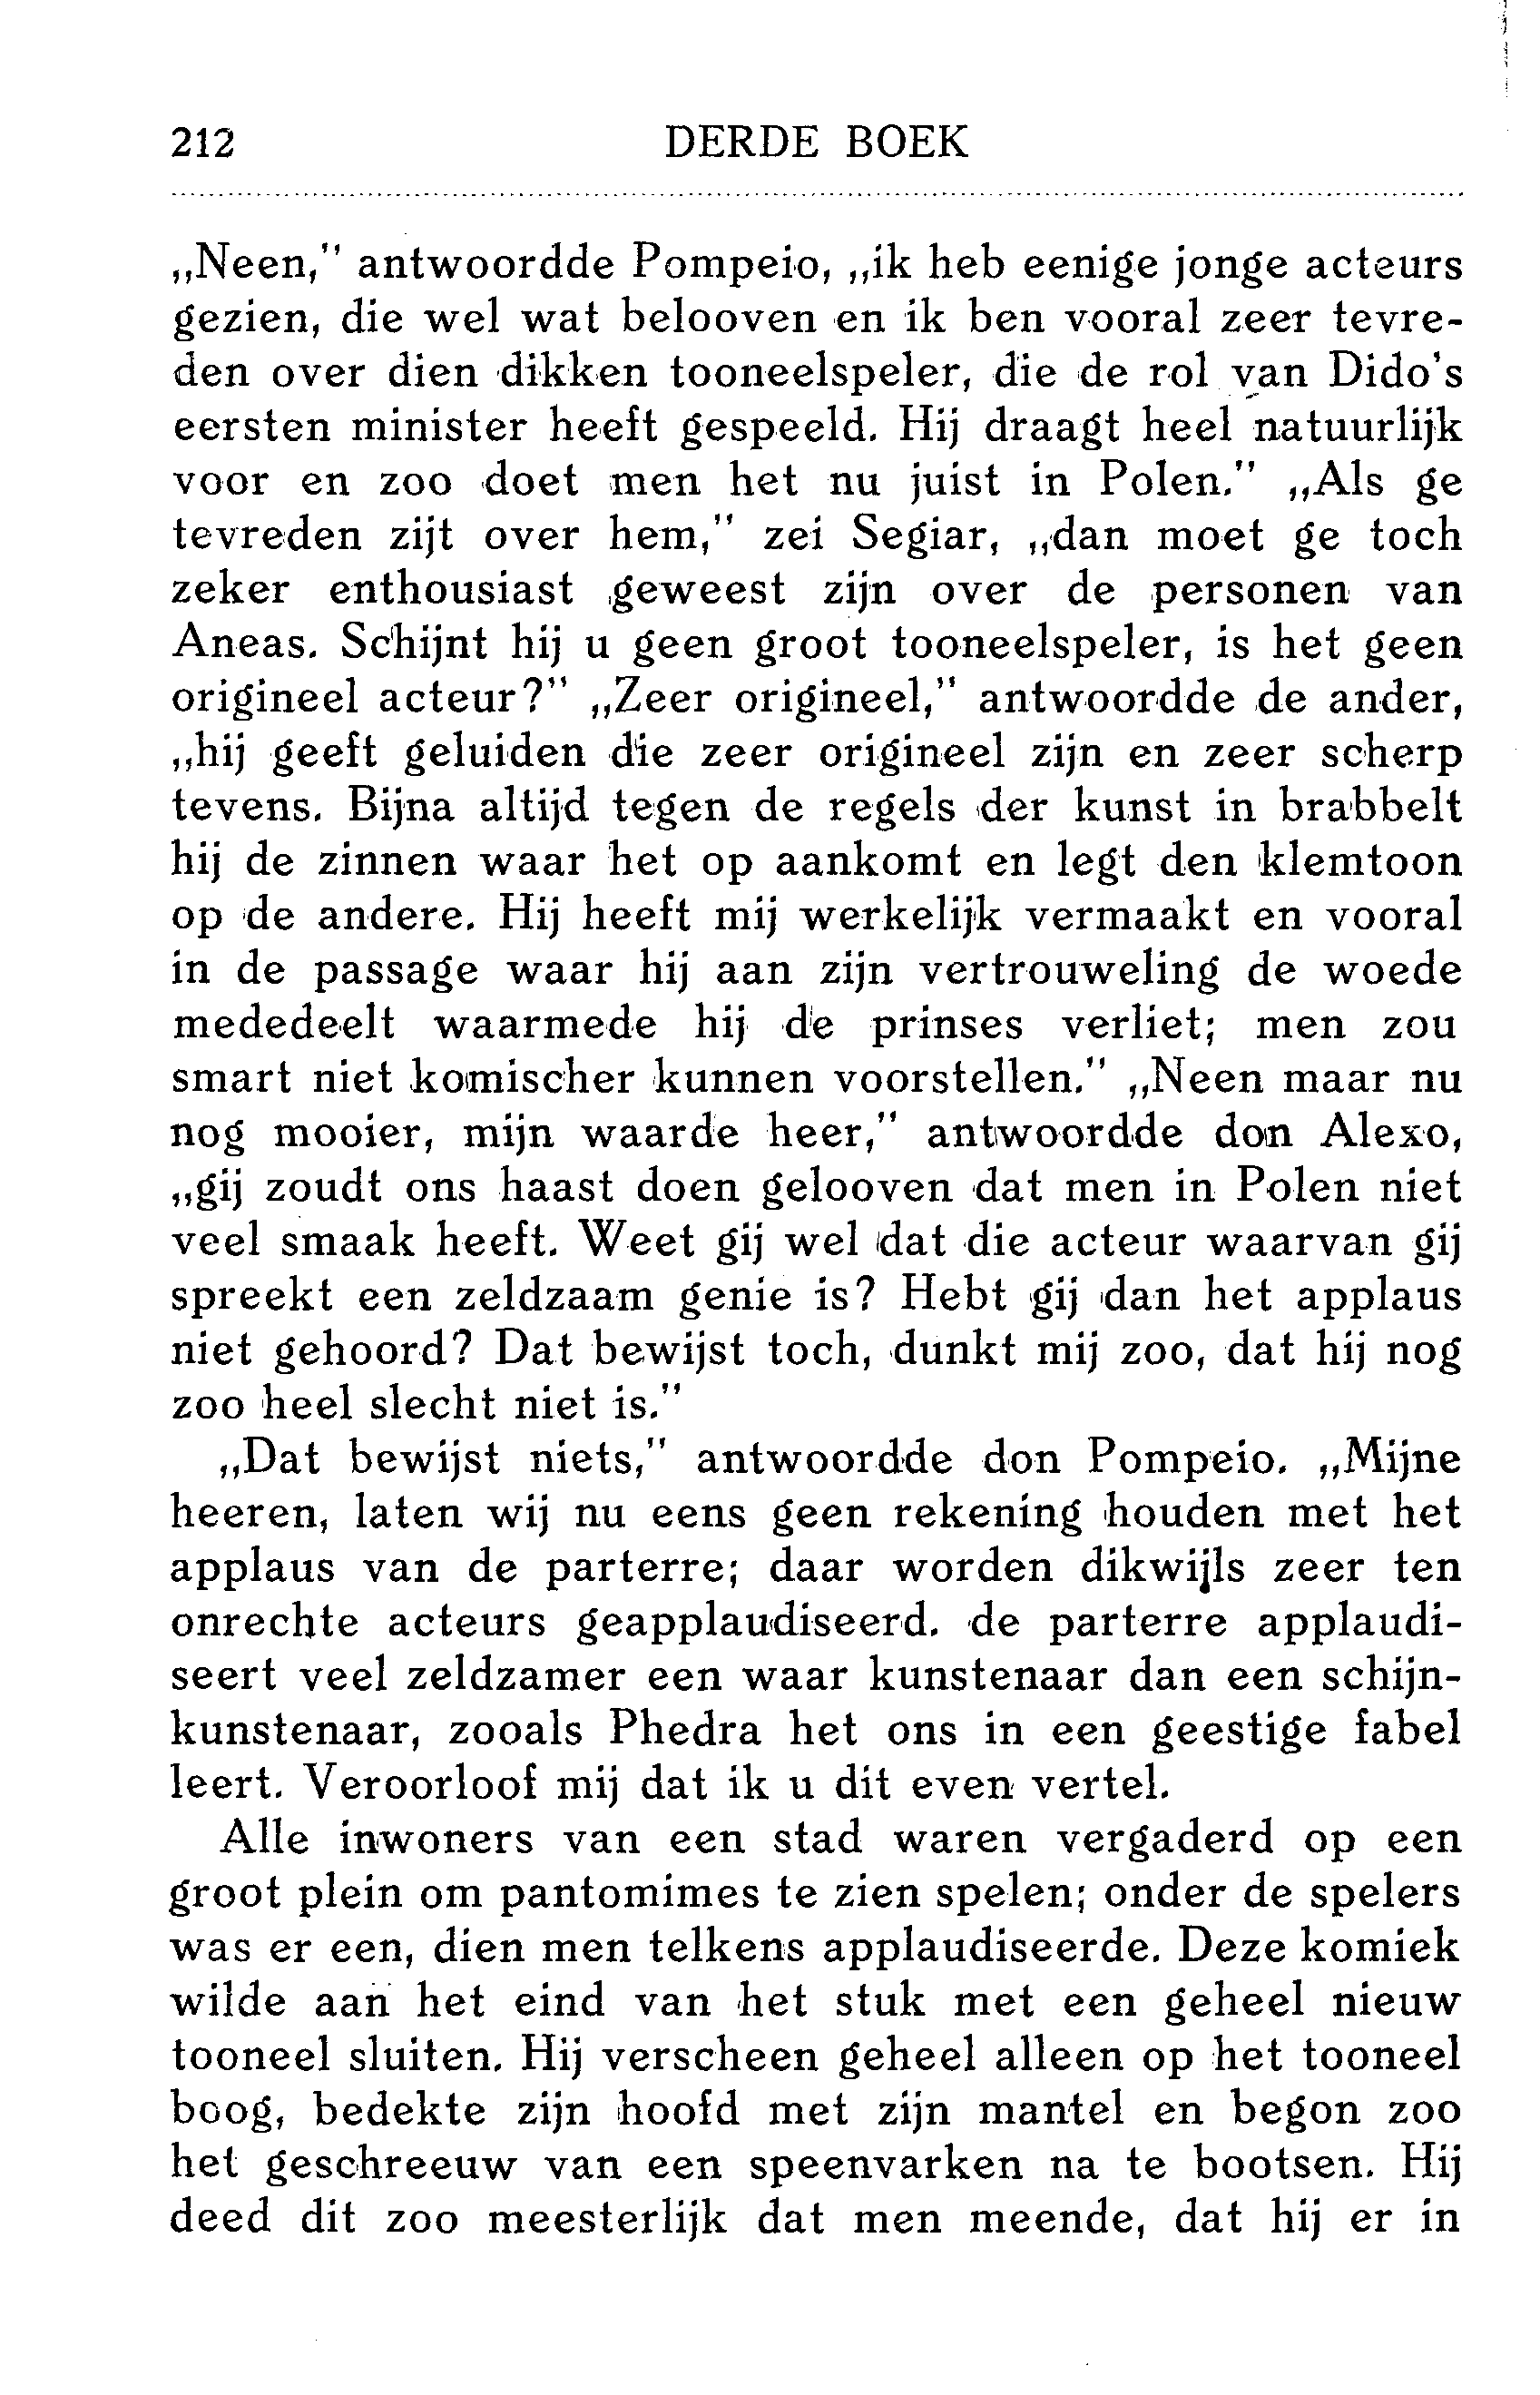 212 DERDE BOEK
„Neen,” antwoordde Pompeio, „ik heb eenige jonge acteurs
gezien, die wel wat belooven en ik ben vooral zeer tevre-
den over dien dikken tooneelspeler, die de rol van Dido's
eersten minister heeft gespeeld. Hij draagt heel natuurlijk
voor en zoo doet men het nu juist in Polen.” „Als ge
tevreden zijt over hem,” zei Segiar, „dan moet ge toch
zeker enthousiast geweest zijn over de personen van
Aneas. Schijnt hij u geen groot tooneelspeler, is het geen
origineel acteur?” „Zeer origineel,” antwoordde de ander,
„hij geeft geluiden die zeer origineel zijn en zeer scherp
tevens. Bijna altijd tegen de regels der kunst in brabbelt
hij de zinnen waar het op aankomt en legt den klemtoon
op de andere. Hij heeft mij werkelijk vermaakt en vooral
in de passage waar hij aan zijn vertrouweling de woede
mededeelt waarmede hij de prinses verliet; men zou
smart niet komischer kunnen voorstellen.” „Neen maar nu
nog mooier, mijn waarde heer,” antwoordde don Alexo,
„gij zoudt ons haast doen gelooven dat men in Polen niet
veel smaak heeft. Weet gij wel dat die acteur waarvan gij
spreekt een zeldzaam genie is? Hebt gij dan het applaus
niet gehoord? Dat bewijst toch, dunkt mij zoo, dat hij nog
zoo heel slecht niet is.”
„Dat bewijst niets,” antwoordde don Pompeio. „Mijne
heeren, laten wij nu eens geen rekening houden met het
applaus van de parterre; daar worden dikwijls zeer ten
onrechte acteurs geapplaudiseerd. de parterre applaudi-
seert veel zeldzamer een waar kunstenaar dan een schijn-
kunstenaar, zooals Phedra het ons in een geestige fabel
leert. Veroorloof mij dat ik u dit even vertel.
Alle inwoners van een stad waren vergaderd op een
groot plein om pantomimes te zien spelen; onder de spelers
was er een, dien men telkens applaudiseerde. Deze komiek
wilde aan het eind van het stuk met een geheel nieuw
tooneel sluiten. Hij verscheen geheel alleen op het tooneel
boog, bedekte zijn hoofd met zijn mantel en begon zoo
het geschreeuw van een speenvarken na te bootsen. Hij
deed dit zoo meesterlijk dat men meende, dat hij er in